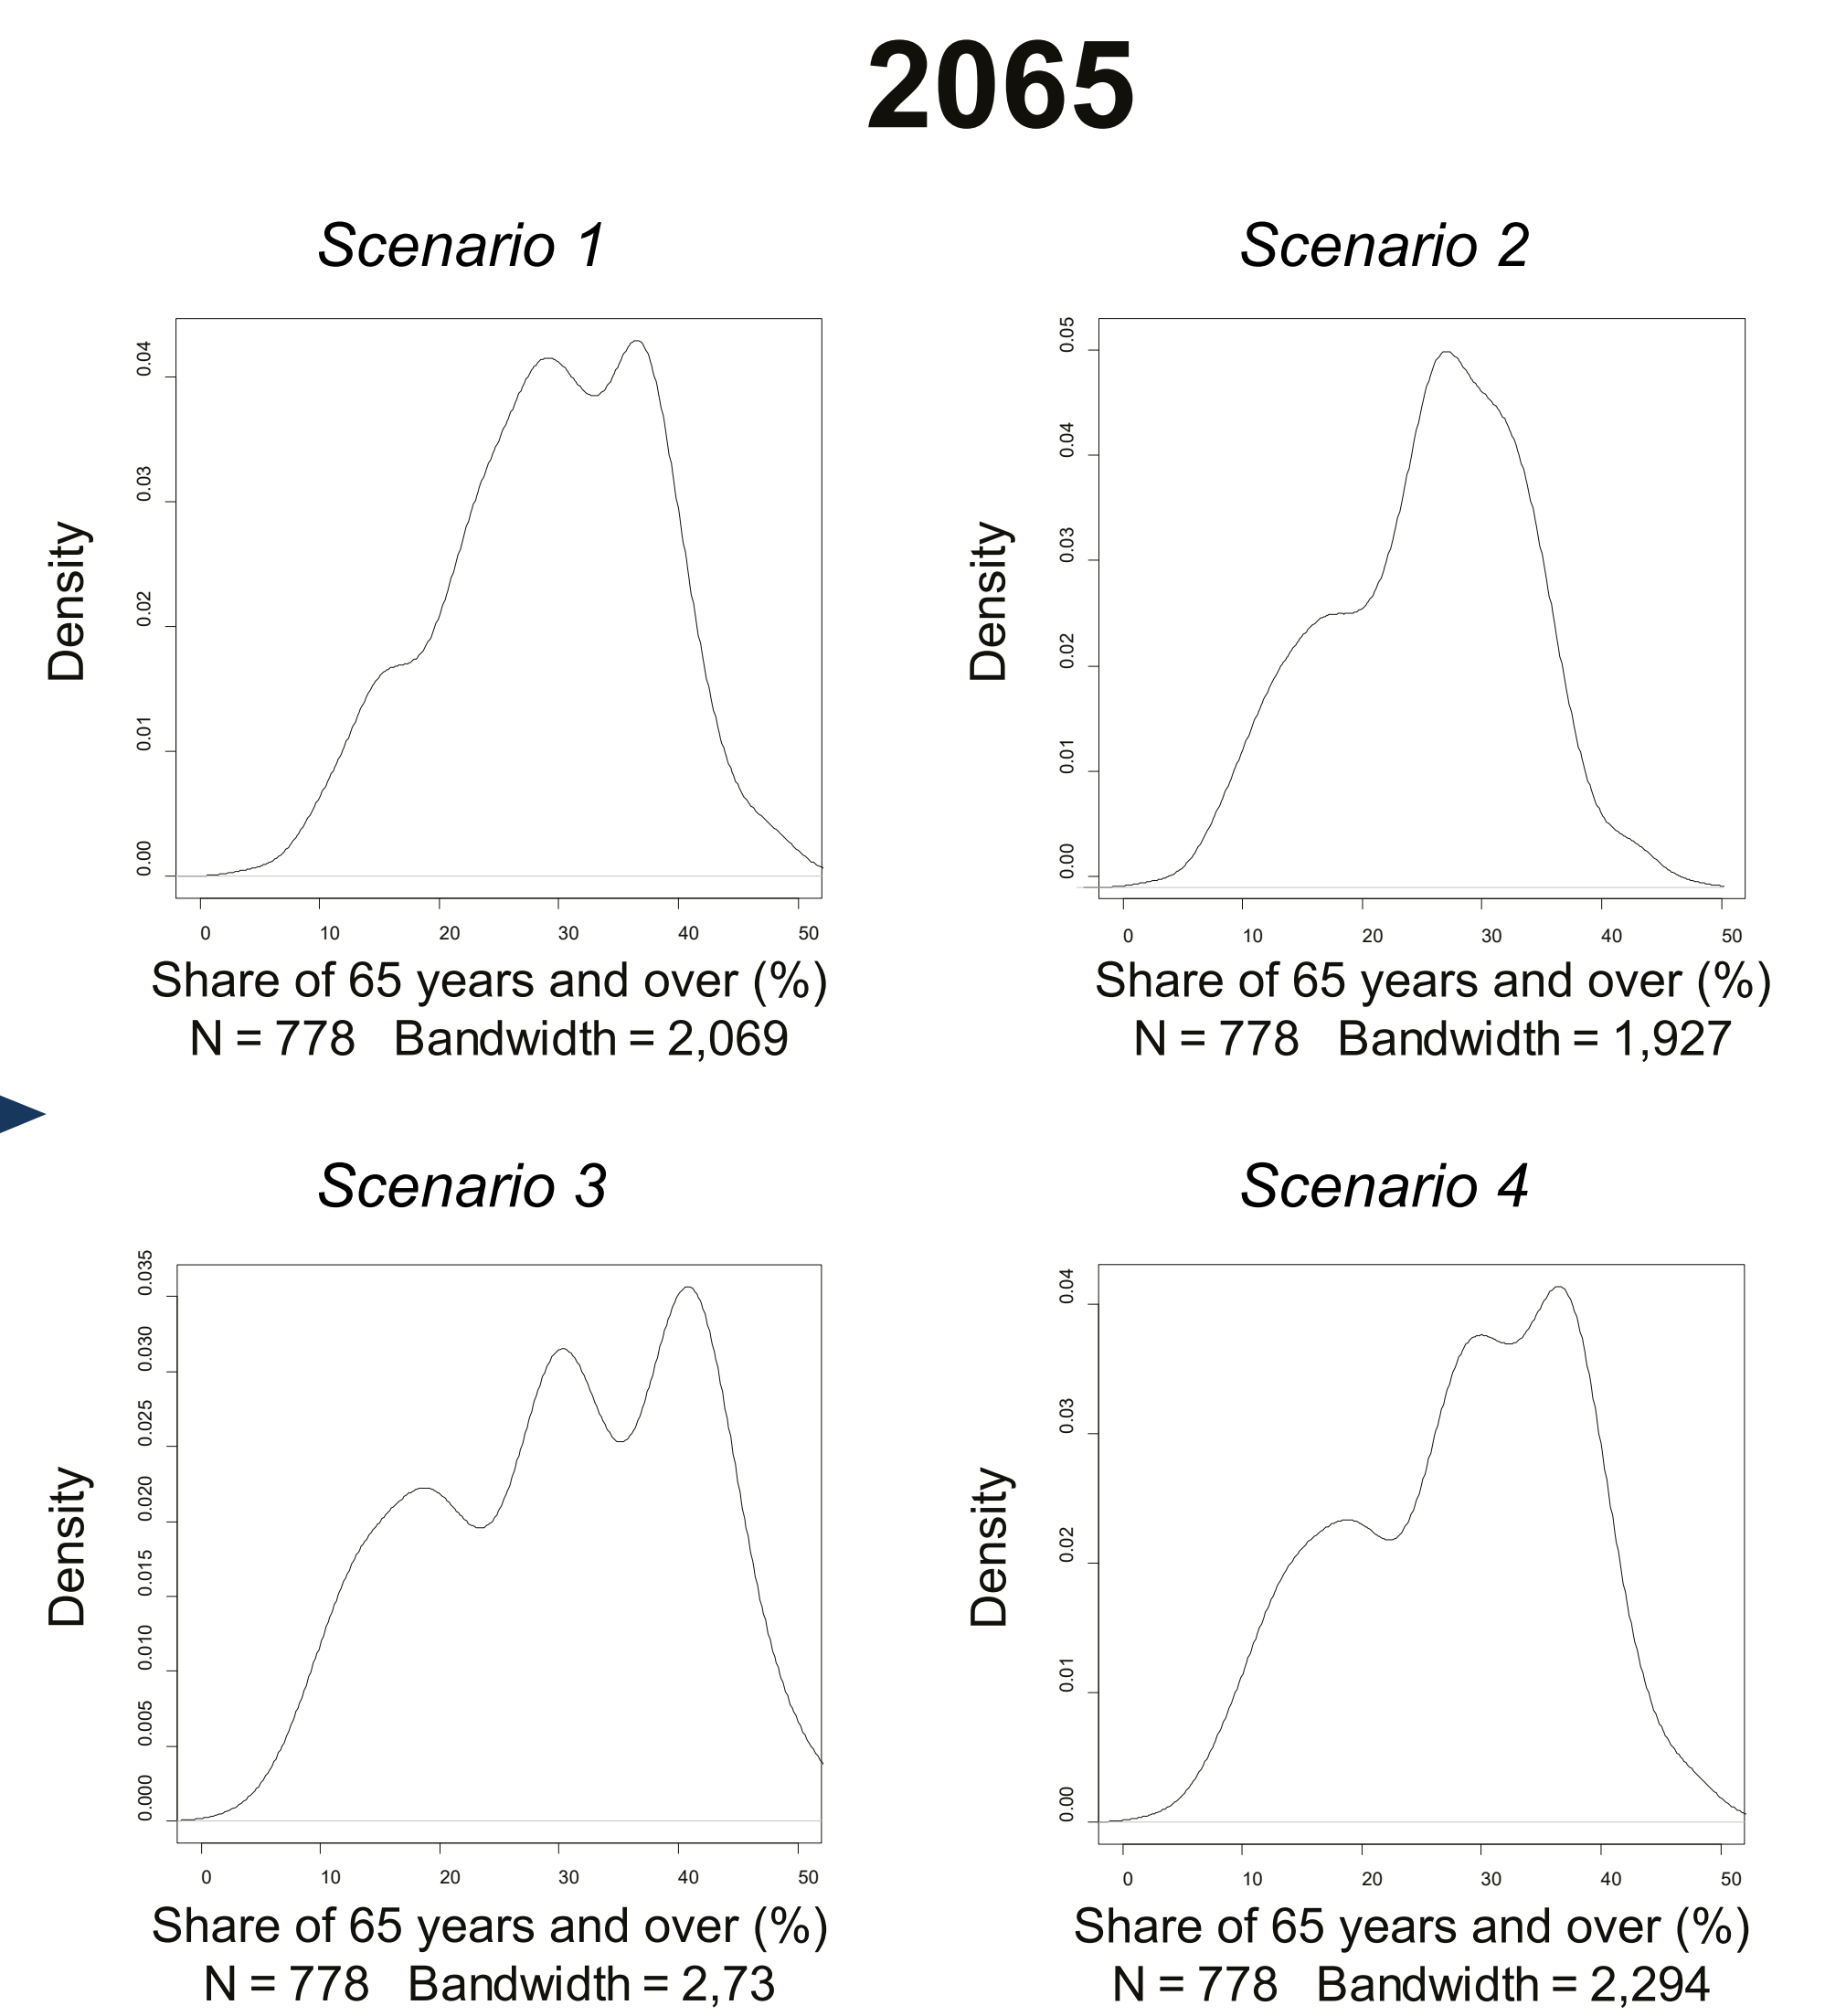 2065
Scenario 1
Density
0.00 0.01 0.02 0.03 0.04
0 10 20 30 40 50
Share of 65 years and over (%)
N = 778 Bandwidth = 2,069
Scenario 2
Density
0.00 0.01 0.02 0.03 0.04 0.05
0 10 20 30 40 50
Share of 65 years and over (%)
N = 778 Bandwidth = 1,927
Scenario 3
Density
0.000 0.005 0.010 0.015 0.020 0.025 0.030 0.035
0 10 20 30 40 50
Share of 65 years and over (%)
N = 778 Bandwidth = 2,73
Scenario 4
Density
0.00 0.01 0.02 0.03 0.04
0 10 20 30 40 50
Share of 65 years and over (%)
N = 778 Bandwidth = 2,294